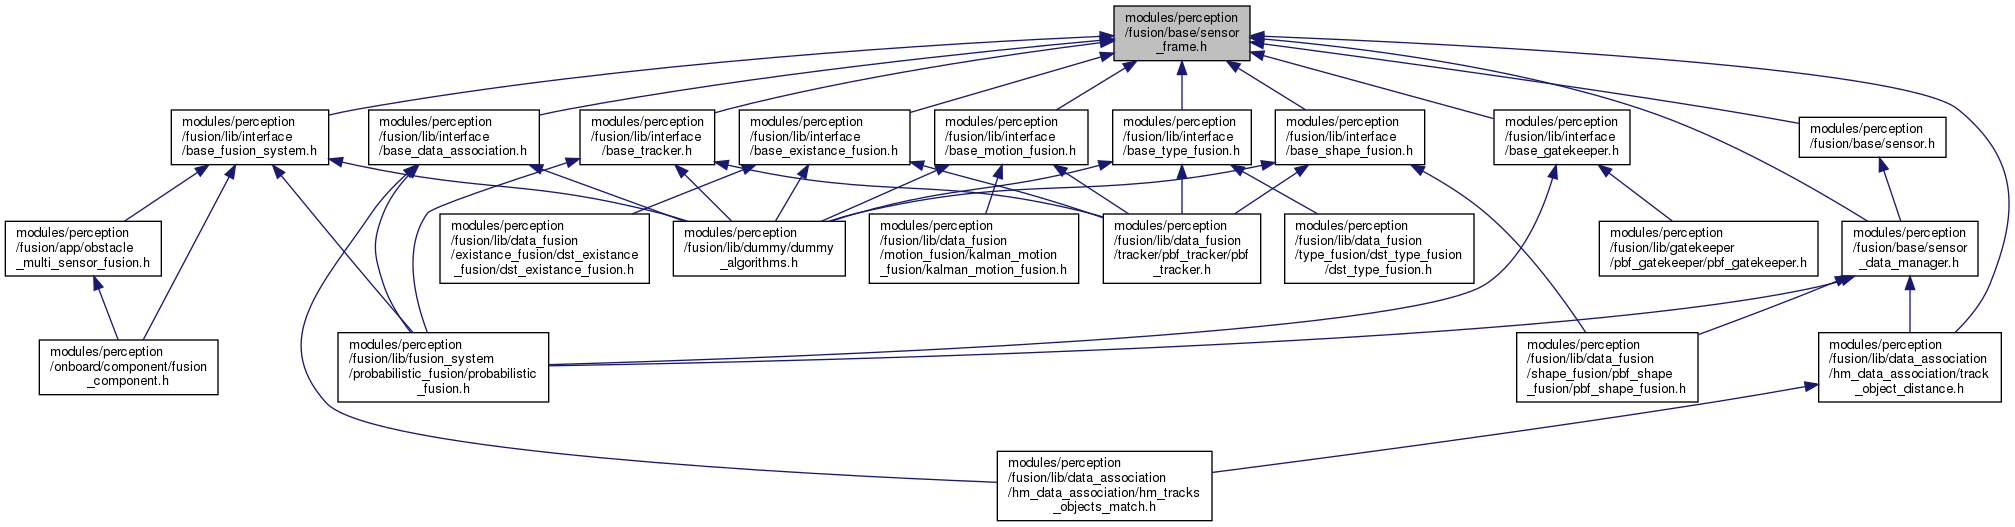 modules/perception
/fusion/base/sensor
_frame.h
modules/perception
/fusion/lib/interface
/base_fusion_system.h
modules/perception
/fusion/lib/interface
/base_data_association.h
modules/perception
/fusion/lib/interface
/base_tracker.h
modules/perception
/fusion/lib/interface
/base_existance_fusion.h
modules/perception
/fusion/lib/interface
/base_motion_fusion.h
modules/perception
/fusion/lib/interface
/base_type_fusion.h
modules/perception
/fusion/lib/interface
/base_shape_fusion.h
modules/perception
/fusion/lib/interface
/base_gatekeeper.h
modules/perception
/fusion/base/sensor.h
modules/perception
/fusion/app/obstacle
_multi_sensor_fusion.h
modules/perception
/fusion/lib/data_fusion
/existance_fusion/dst_existance
_fusion/dst_existance_fusion.h
modules/perception
/fusion/lib/dummy/dummy
_algorithms.h
modules/perception
/fusion/lib/data_fusion
/motion_fusion/kalman_motion
_fusion/kalman_motion_fusion.h
modules/perception
/fusion/lib/data_fusion
/tracker/pbf_tracker/pbf
_tracker.h
modules/perception
/fusion/lib/data_fusion
/type_fusion/dst_type_fusion
/dst_type_fusion.h
modules/perception
/fusion/lib/gatekeeper
/pbf_gatekeeper/pbf_gatekeeper.h
modules/perception
/fusion/base/sensor
_data_manager.h
modules/perception
/onboard/component/fusion
_component.h
modules/perception
/fusion/lib/fusion_system
/probabilistic_fusion/probabilistic
_fusion.h
modules/perception
/fusion/lib/data_fusion
/shape_fusion/pbf_shape
_fusion/pbf_shape_fusion.h
modules/perception
/fusion/lib/data_association
/hm_data_association/track
_object_distance.h
modules/perception
/fusion/lib/data_association
/hm_data_association/hm_tracks
_objects_match.h